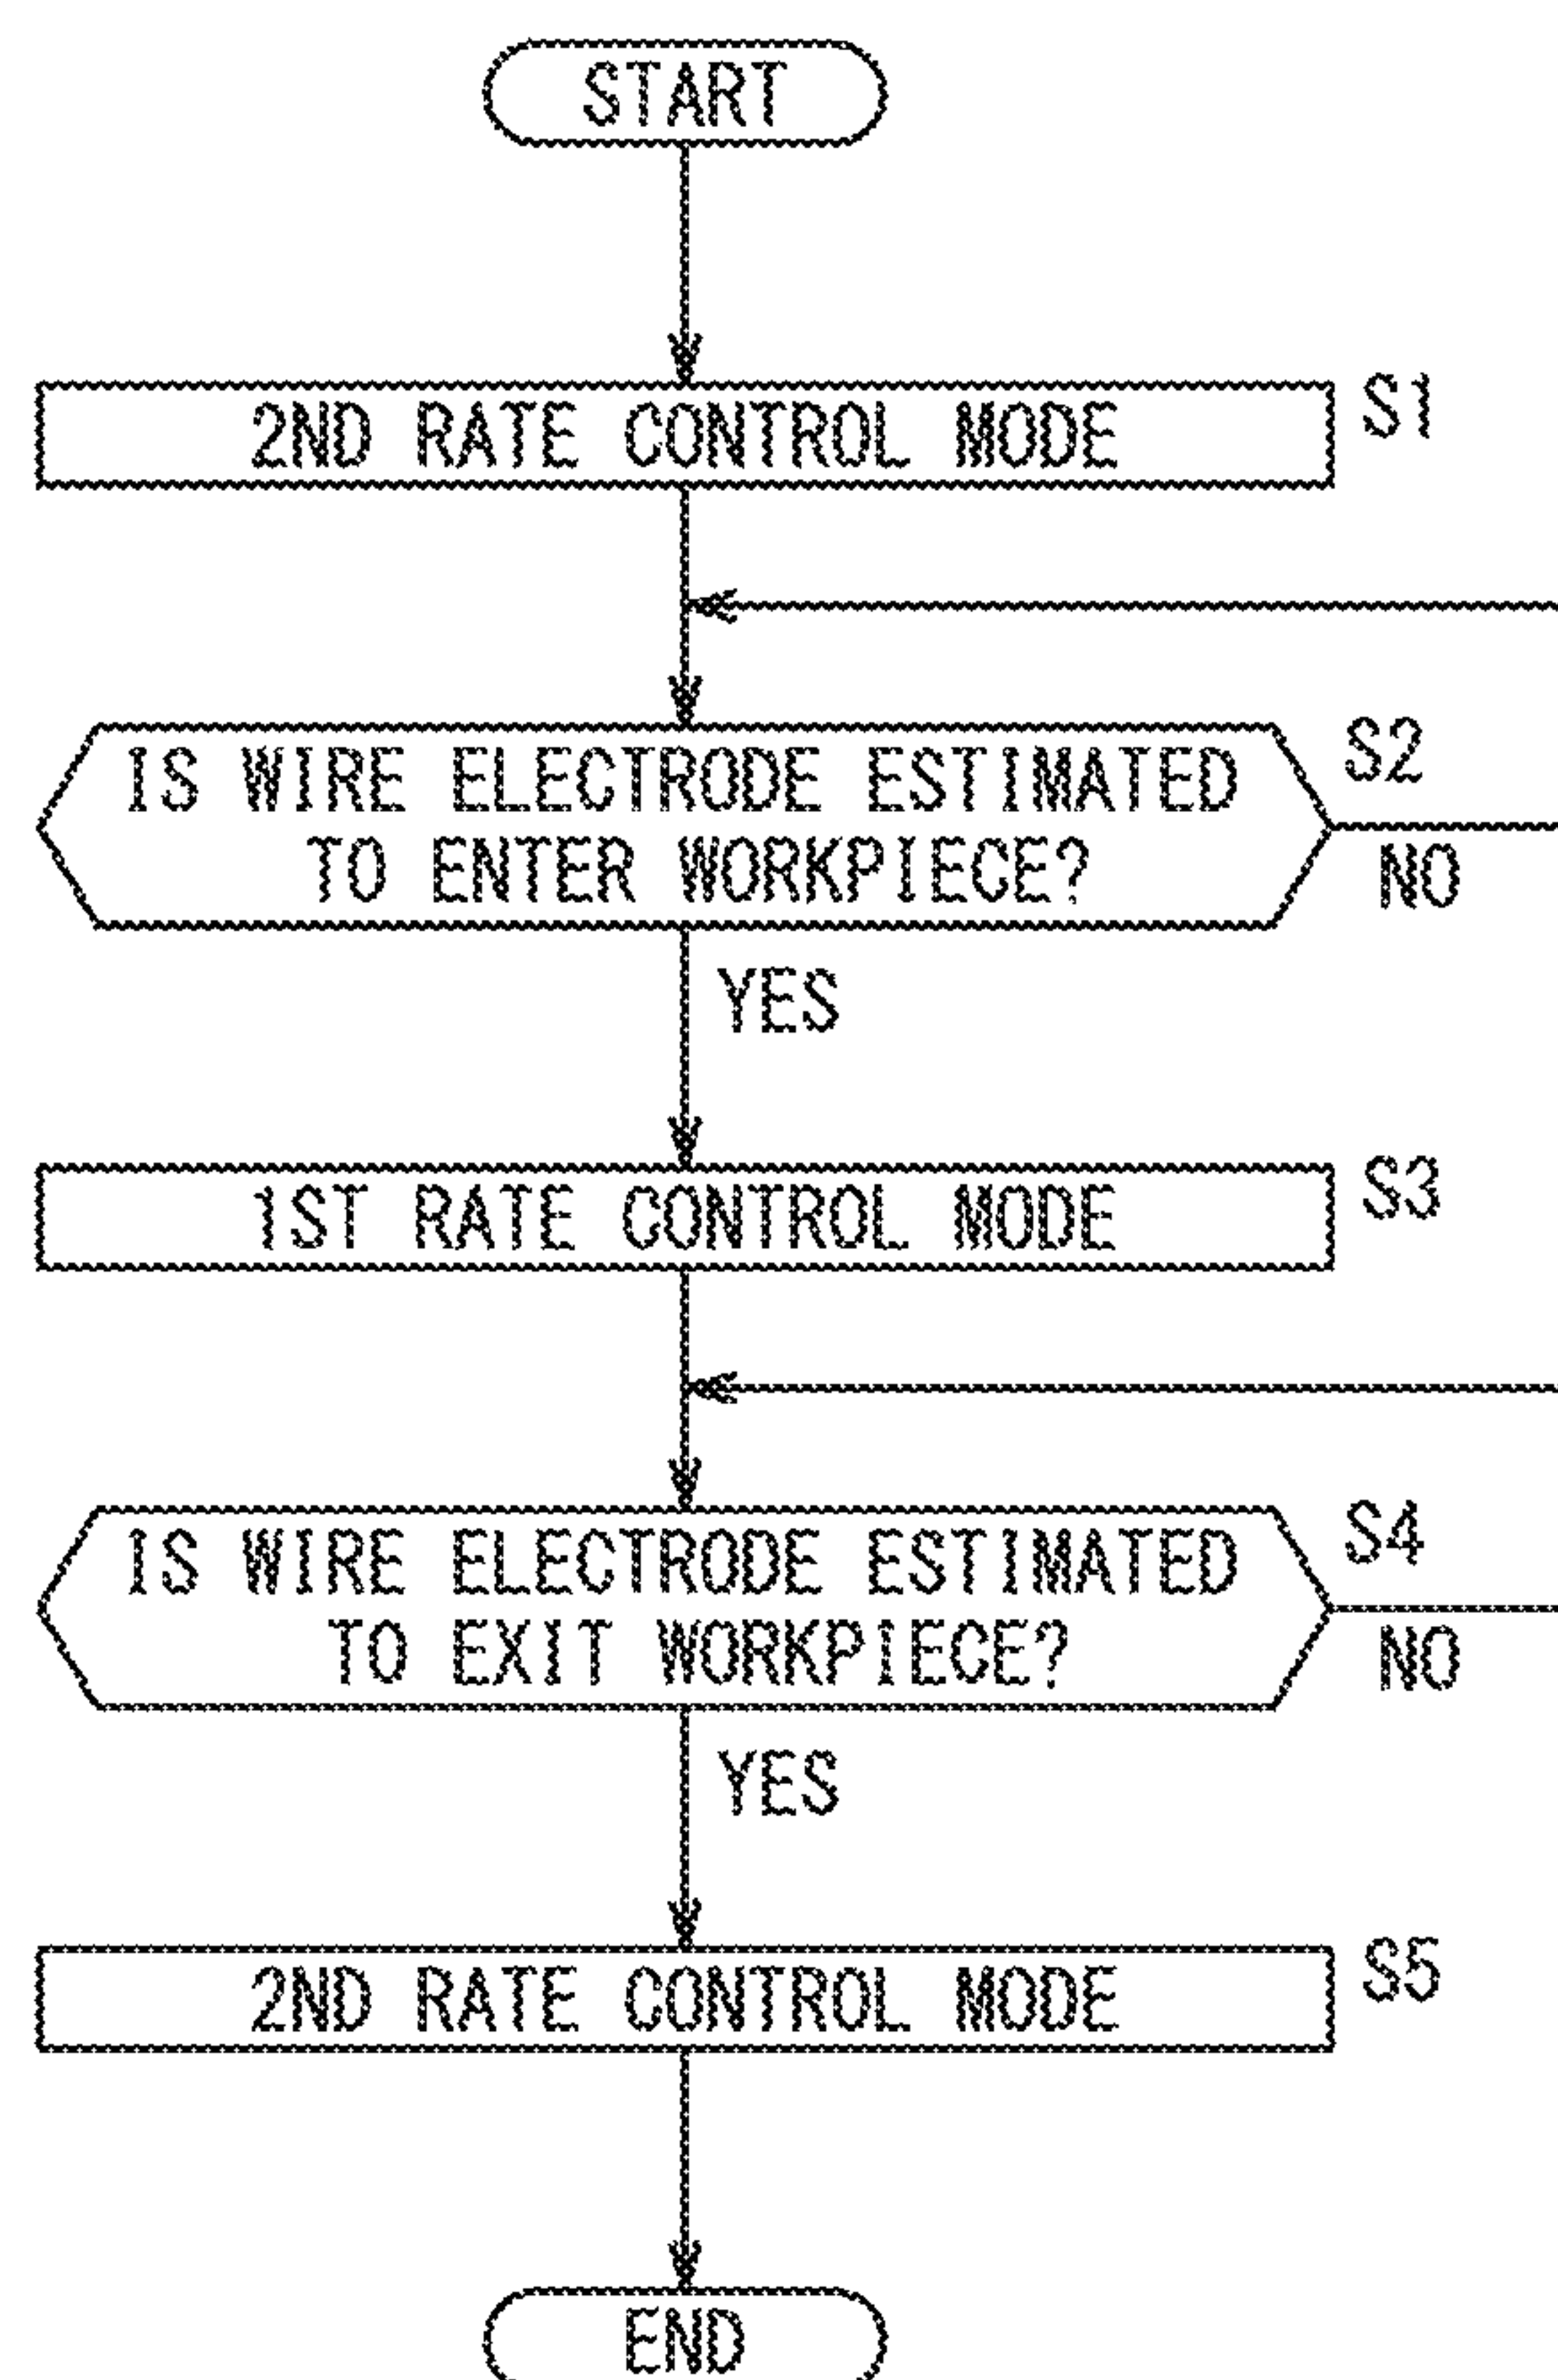 START
2ND RATE CONTROL MODE
S1
IS WIRE ELECTRODE ESTIMATED
TO ENTER WORKPIECE?
S2
NO
YES
1ST RATE CONTROL MODE
S3
IS WIRE ELECTRODE ESTIMATED
TO EXIT WORKPIECE?
S4
NO
YES
2ND RATE CONTROL MODE
S5
END